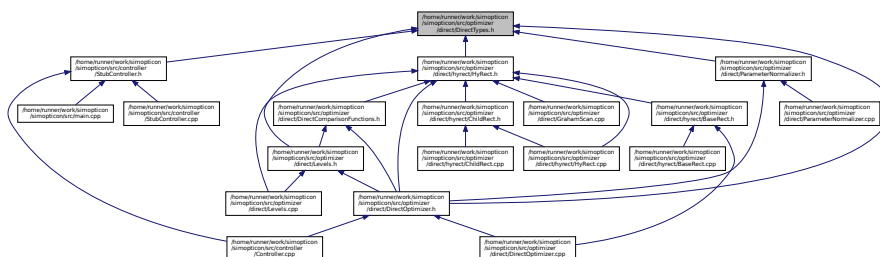 /home/runner/work/simopticon
/simopticon/src/optimizer
/direct/DirectTypes.h
/home/runner/work/simopticon
/simopticon/src/controller
/StubController.h
/home/runner/work/simopticon
/simopticon/src/optimizer
/direct/hyrect/HyRect.h
/home/runner/work/simopticon
/simopticon/src/optimizer
/direct/ParameterNormalizer.h
/home/runner/work/simopticon
/simopticon/src/main.cpp
/home/runner/work/simopticon
/simopticon/src/controller
/StubController.cpp
/home/runner/work/simopticon
/simopticon/src/optimizer
/direct/DirectComparisonFunctions.h
/home/runner/work/simopticon
/simopticon/src/optimizer
/direct/hyrect/ChildRect.h
/home/runner/work/simopticon
/simopticon/src/optimizer
/direct/GrahamScan.cpp
/home/runner/work/simopticon
/simopticon/src/optimizer
/direct/hyrect/BaseRect.h
/home/runner/work/simopticon
/simopticon/src/optimizer
/direct/ParameterNormalizer.cpp
/home/runner/work/simopticon
/simopticon/src/optimizer
/direct/Levels.h
/home/runner/work/simopticon
/simopticon/src/optimizer
/direct/hyrect/ChildRect.cpp
/home/runner/work/simopticon
/simopticon/src/optimizer
/direct/hyrect/HyRect.cpp
/home/runner/work/simopticon
/simopticon/src/optimizer
/direct/hyrect/BaseRect.cpp
/home/runner/work/simopticon
/simopticon/src/optimizer
/direct/Levels.cpp
/home/runner/work/simopticon
/simopticon/src/optimizer
/direct/DirectOptimizer.h
/home/runner/work/simopticon
/simopticon/src/controller
/Controller.cpp
/home/runner/work/simopticon
/simopticon/src/optimizer
/direct/DirectOptimizer.cpp